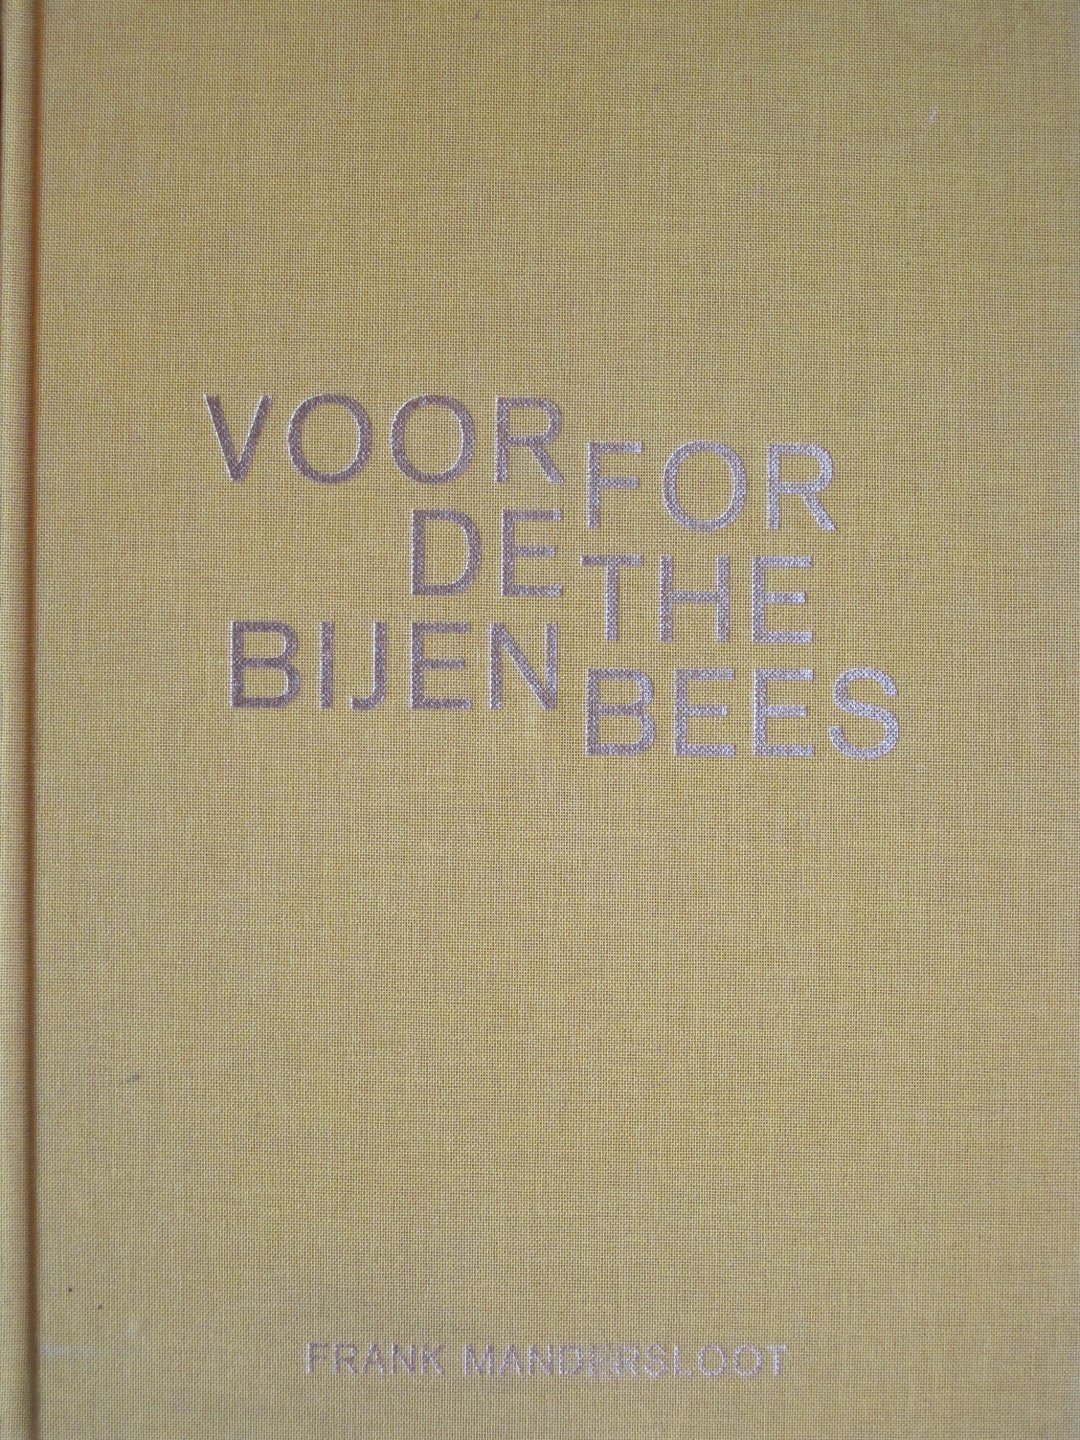 VOOR
DE
BIJEN
FOR
THE
BEES
FRANK MANDERSLOOT